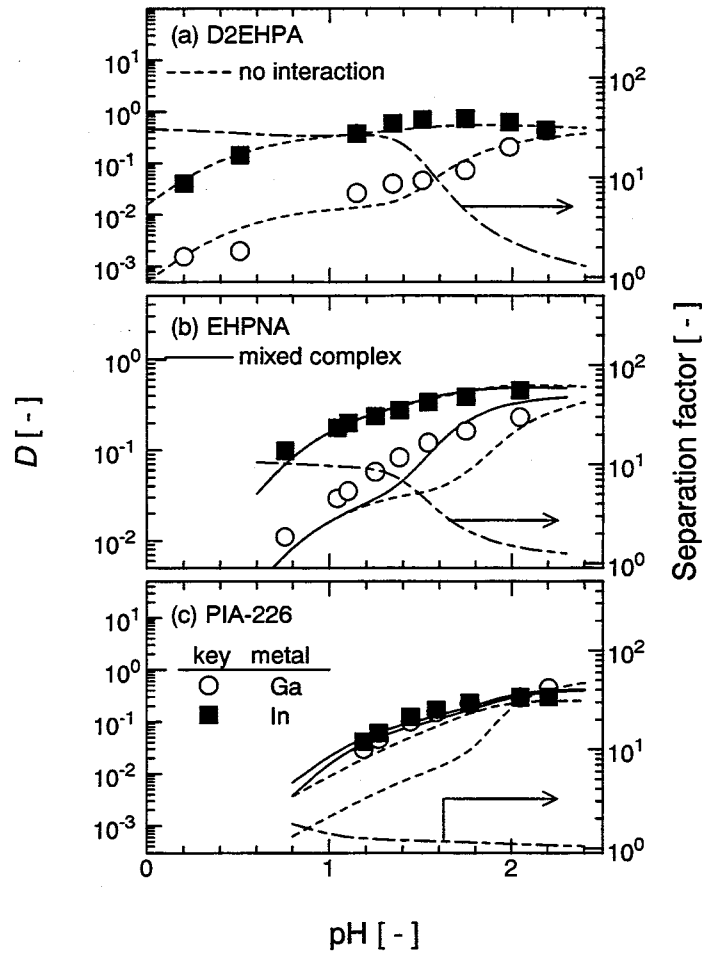 (a) D2EHPA
no interaction
10^1
10^0
10^-1
10^-2
10^-3
10^2
10^1
10^0
(b) EHPNA
mixed complex
10^0
10^-1
10^-2
10^2
10^1
10^0
D [ - ]
Separation factor [ - ]
(c) PIA-226
key metal
Ga
In
10^1
10^0
10^-1
10^-2
10^-3
10^2
10^1
10^0
0 1 2
pH [ - ]